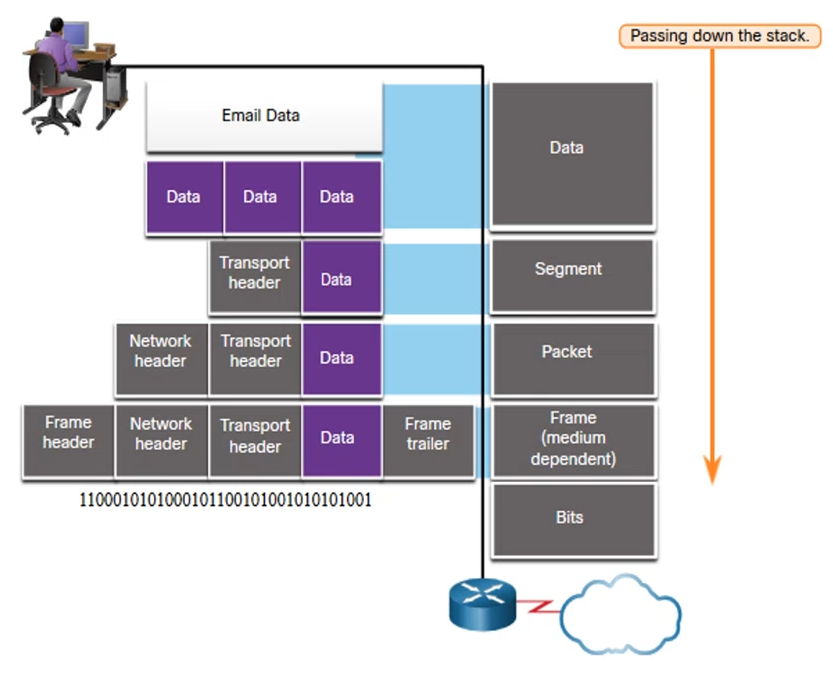 Passing down the stack.
Email Data
Data
Data
Data
Data
Transport
header
Data
Segment
Network
header
Transport
header
Data
Packet
Frame
header
Network
header
Transport
header
Data
Frame
trailer
Frame
(medium
dependent)
1100010101000101100101001010101001
Bits